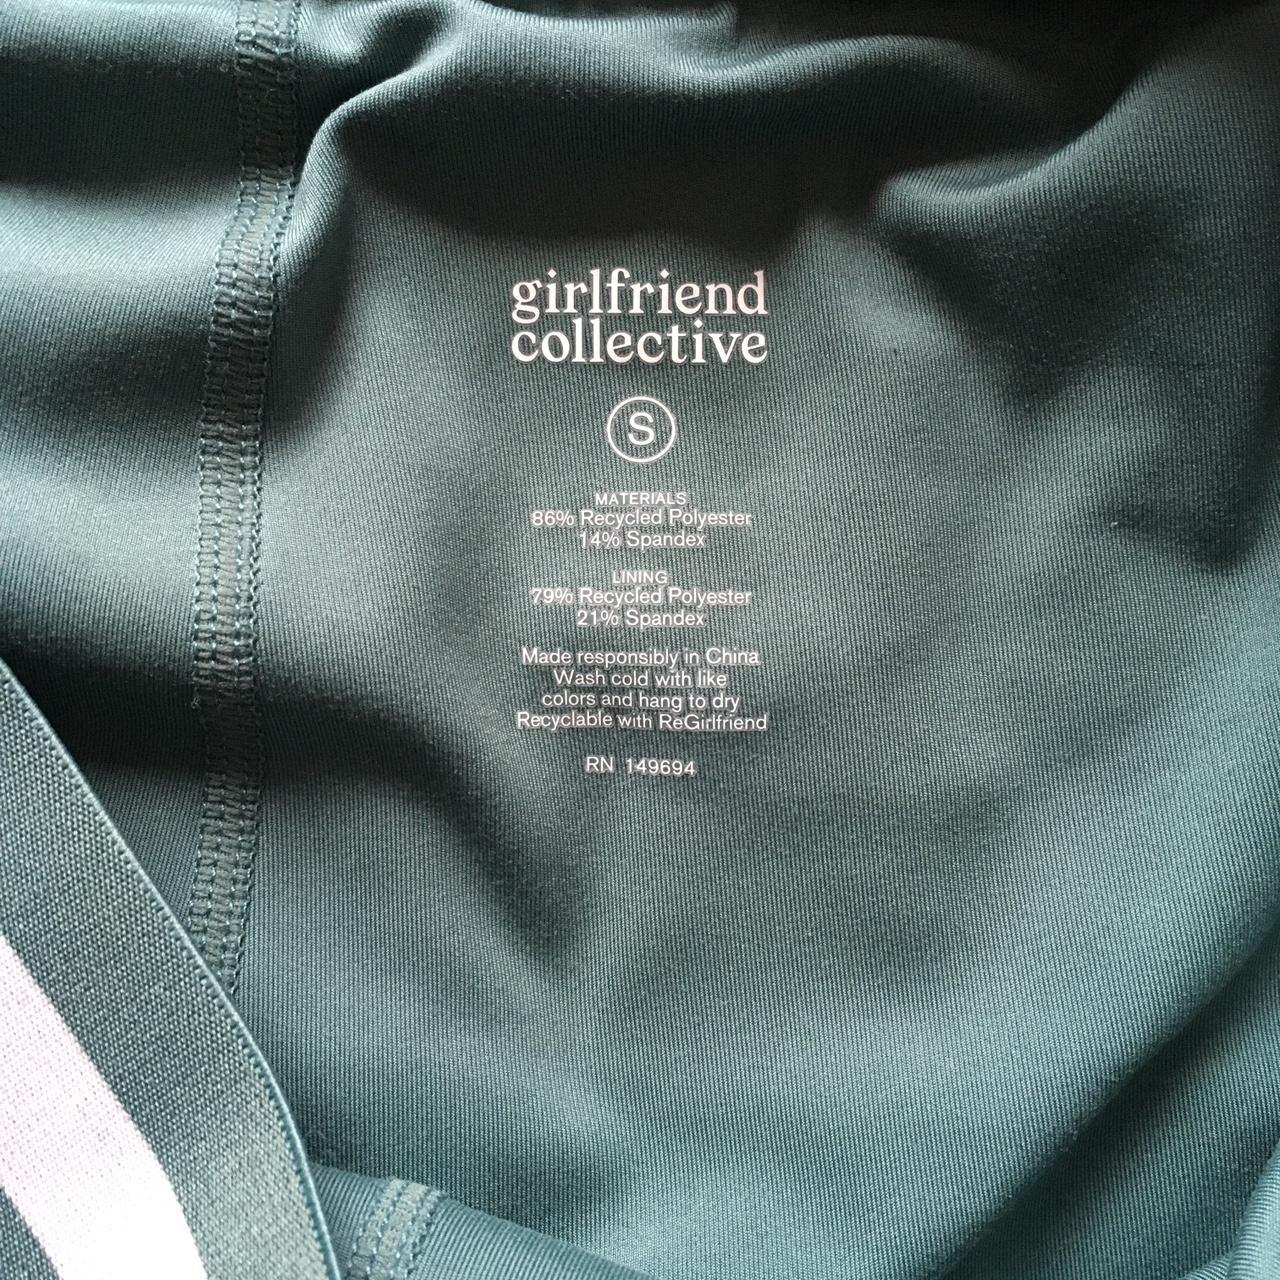 girlfriend
collective
S
MATERIALS
86% Recycled Polyester
14% Spandex
LINING
79% Recycled Polyester
21% Spandex
Made responsibly in China
Wash cold with like
colors and hang to dry
Recyclable with ReGirlfriend
RN 149694